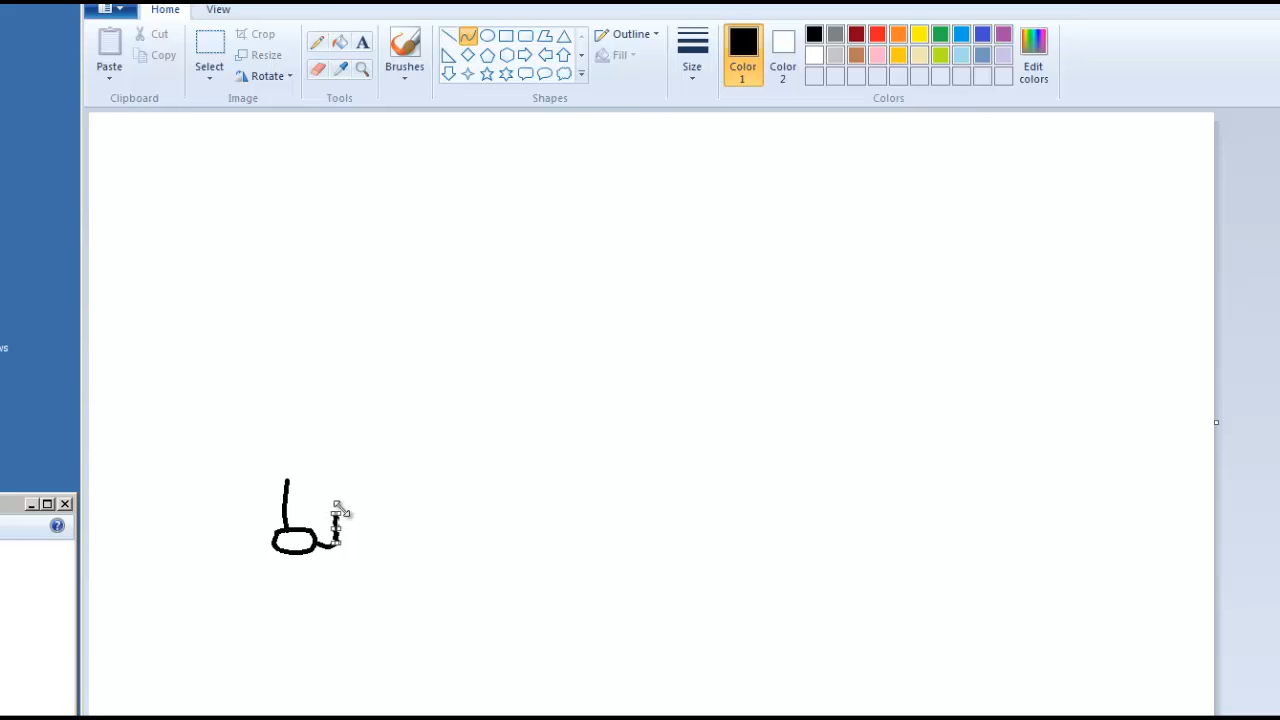 Home View
Paste Cut Copy Select Crop Resize Rotate Brushes Outline Fill Size Color 1 Color 2 Edit colors
Clipboard Image Tools Shapes Colors
ws